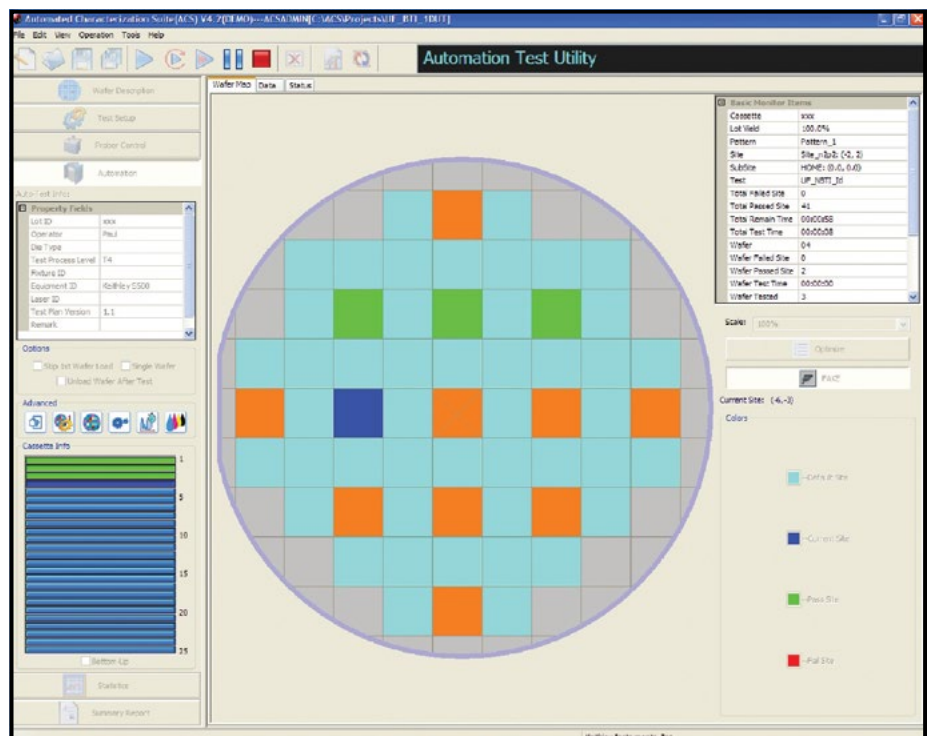 Automated Characterization Suite(ACS) V4.2(DEMO)---ACSADMIN[C:\ACS\Projects\UF_BTI_1DUT]
File Edit View Operation Tools Help
Automation Test Utility
Wafer Description
Test Setup
Prober Control
Automation
Auto-Test Info:
Property Fields
Lot ID xxx
Operator Paul
Die Type
Test Process Level T4
Fixture ID
Equipment ID Keithley S500
Laser ID
Test Plan Version 1.1
Remark
Options
Skip 1st Wafer Load Single Wafer
Unload Wafer After Test
Advanced
Cassette Info
1
5
10
15
20
25
Bottom-Up
Statistics
Summary Report
Wafer Map Data Status
Basic Monitor Items
Cassette xxx
Lot Yield 100.0%
Pattern Pattern_1
Site Site_n2p2: (-2, 2)
SubSite HOME: (0.0, 0.0)
Test UF_NBTI_Id
Total Failed Site 0
Total Passed Site 41
Total Remain Time 00:00:58
Total Test Time 00:00:08
Wafer 04
Wafer Failed Site 0
Wafer Passed Site 2
Wafer Test Time 00:00:00
Wafer Tested 3
Scale: 100%
Optimize
Current Site: (-6,-3)
Colors
--Default Site
--Current Site
--Pass Site
--Fail Site